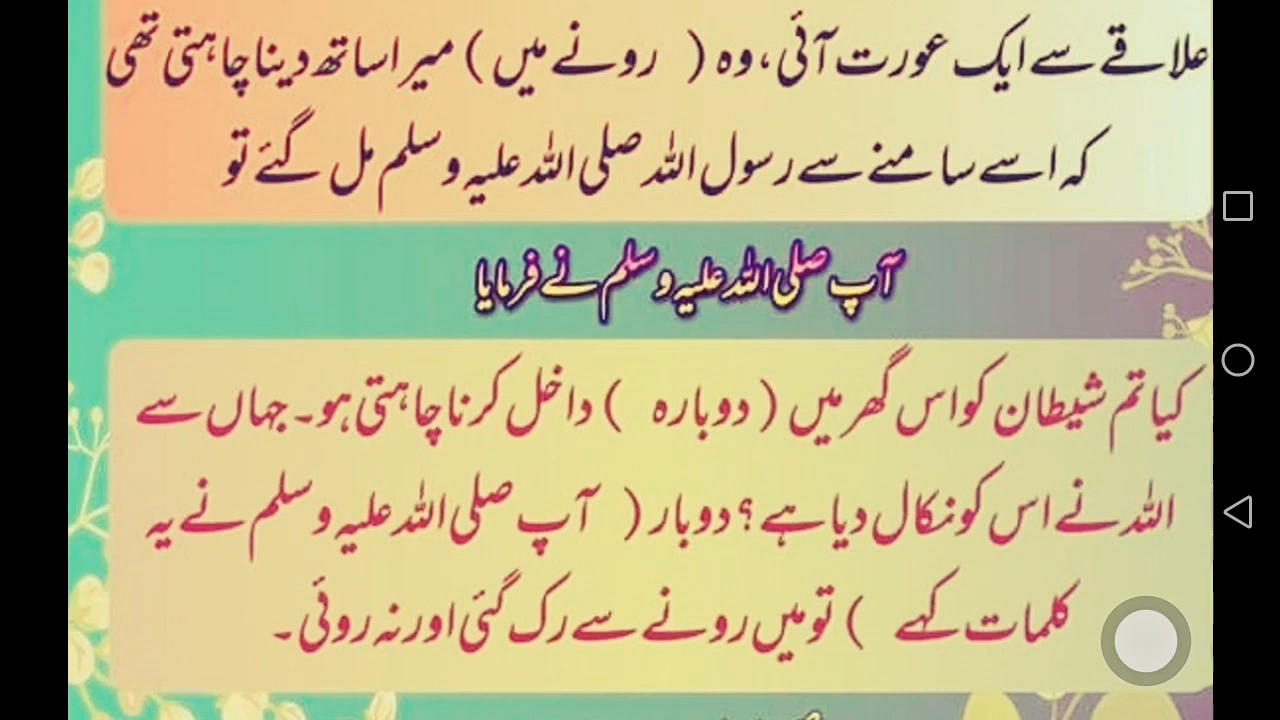 علاقے سے ایک عورت آئی، وہ ( رونے میں ) میرا ساتھ دینا چاہتی تھی
کہ اسے سامنے سے رسول اللہ صلی اللہ علیہ وسلم مل گئے تو
آپ صلی اللہ علیہ وسلم نے فرمایا
کیا تم شیطان کو اس گھر میں ( دوبارہ ) داخل کرنا چاہتی ہو۔ جہاں سے
اللہ نے اس کو نکال دیا ہے؟ دوبار ( آپ صلی اللہ علیہ وسلم نے یہ
کلمات کہے ) تو میں رونے سے رک گئی اور نہ روئی۔